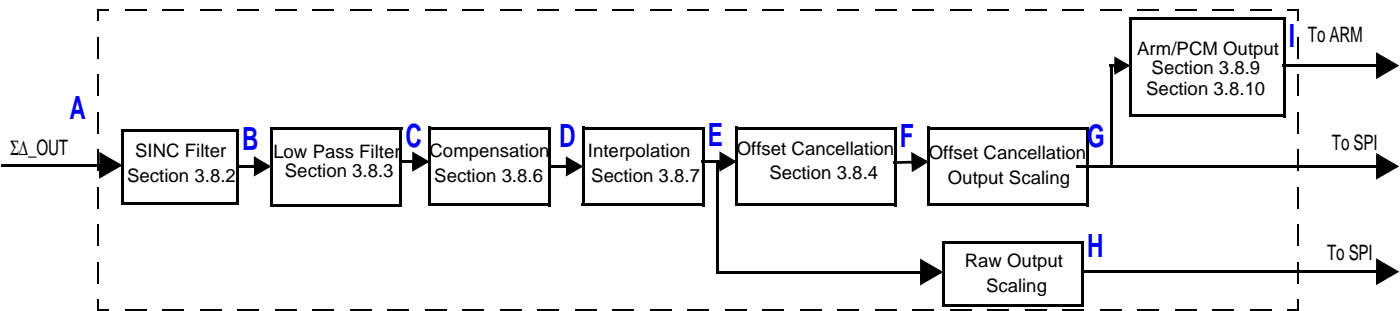 Arm/PCM Output
Section 3.8.9
Section 3.8.10
I
To ARM
A
ΣΔ_OUT
SINC Filter
Section 3.8.2
B
Low Pass Filter
Section 3.8.3
C
Compensation
Section 3.8.6
D
Interpolation
Section 3.8.7
E
Offset Cancellation
Section 3.8.4
F
Offset Cancellation
Output Scaling
G
To SPI
Raw Output
Scaling
H
To SPI